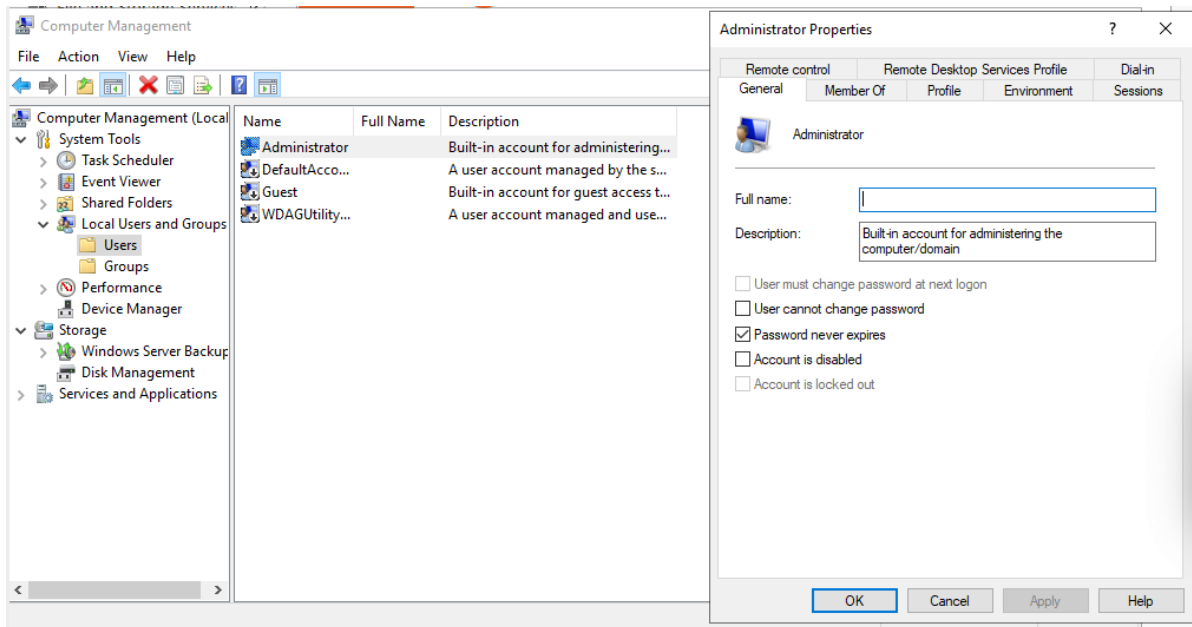 Computer Management
File Action View Help
Computer Management (Local
System Tools
Task Scheduler
Event Viewer
Shared Folders
Local Users and Groups
Users
Groups
Performance
Device Manager
Storage
Windows Server Backup
Disk Management
Services and Applications
Name Full Name Description
Administrator Built-in account for administering...
DefaultAcco... A user account managed by the s...
Guest Built-in account for guest access t...
WDAGUtility... A user account managed and use...
Administrator Properties
?
Remote control Remote Desktop Services Profile Dial-in
General Member Of Profile Environment Sessions
Administrator
Full name:
Description: Built-in account for administering the
computer/domain
User must change password at next logon
User cannot change password
Password never expires
Account is disabled
Account is locked out
OK Cancel Apply Help